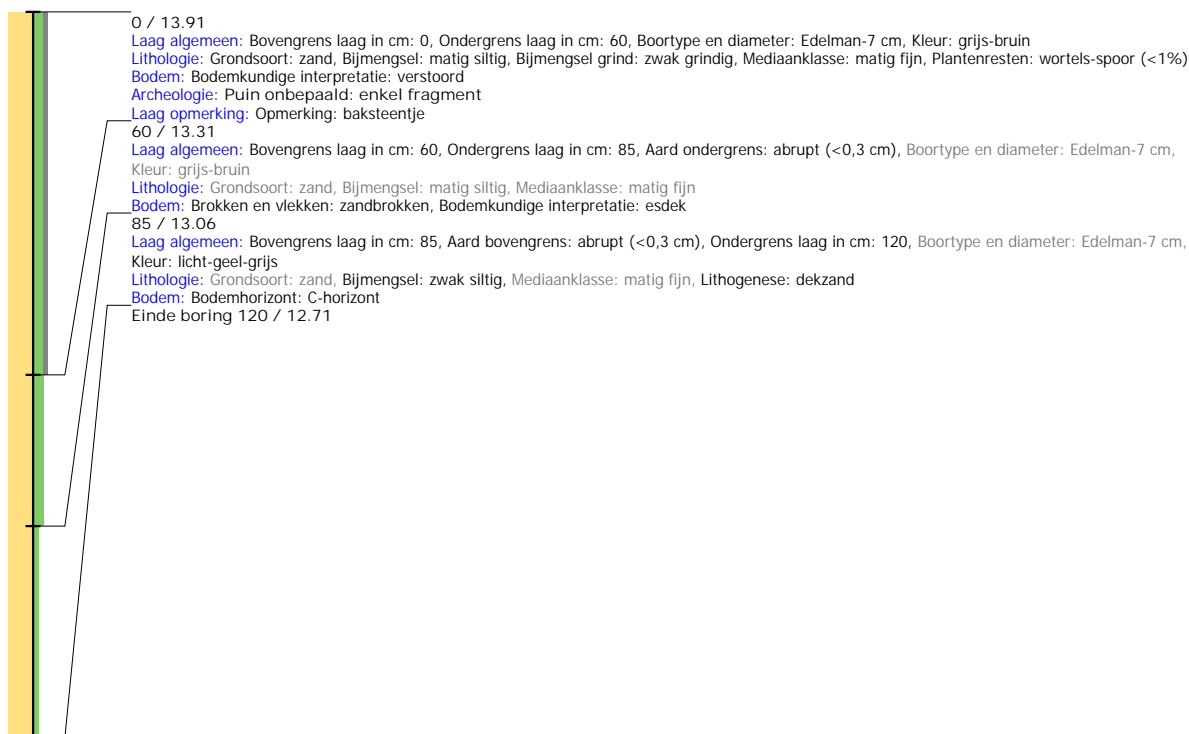 0 / 13.91
Laag algemeen: Bovengrens laag in cm: 0, Ondergrens laag in cm: 60, Boortype en diameter: Edelman-7 cm, Kleur: grijs-bruin
Lithologie: Grondsoort: zand, Bijmengsel: matig siltig, Bijmengsel grind: zwak grindig, Mediaanklasse: matig fijn, Plantenresten: wortels-spoor (<1%)
Bodem: Bodemkundige interpretatie: verstoord
Archeologie: Puin onbepaald: enkel fragment
Laag opmerking: Opmerking: baksteentje
60 / 13.31
Laag algemeen: Bovengrens laag in cm: 60, Ondergrens laag in cm: 85, Aard ondergrens: abrupt (<0,3 cm), Boortype en diameter: Edelman-7 cm,
Kleur: grijs-bruin
Lithologie: Grondsoort: zand, Bijmengsel: matig siltig, Mediaanklasse: matig fijn
Bodem: Brokken en vlekken: zandbrokken, Bodemkundige interpretatie: esdek
85 / 13.06
Laag algemeen: Bovengrens laag in cm: 85, Aard bovengrens: abrupt (<0,3 cm), Ondergrens laag in cm: 120, Boortype en diameter: Edelman-7 cm,
Kleur: licht-geel-grijs
Lithologie: Grondsoort: zand, Bijmengsel: zwak siltig, Mediaanklasse: matig fijn, Lithogenese: dekzand
Bodem: Bodemhorizont: C-horizont
Einde boring 120 / 12.71